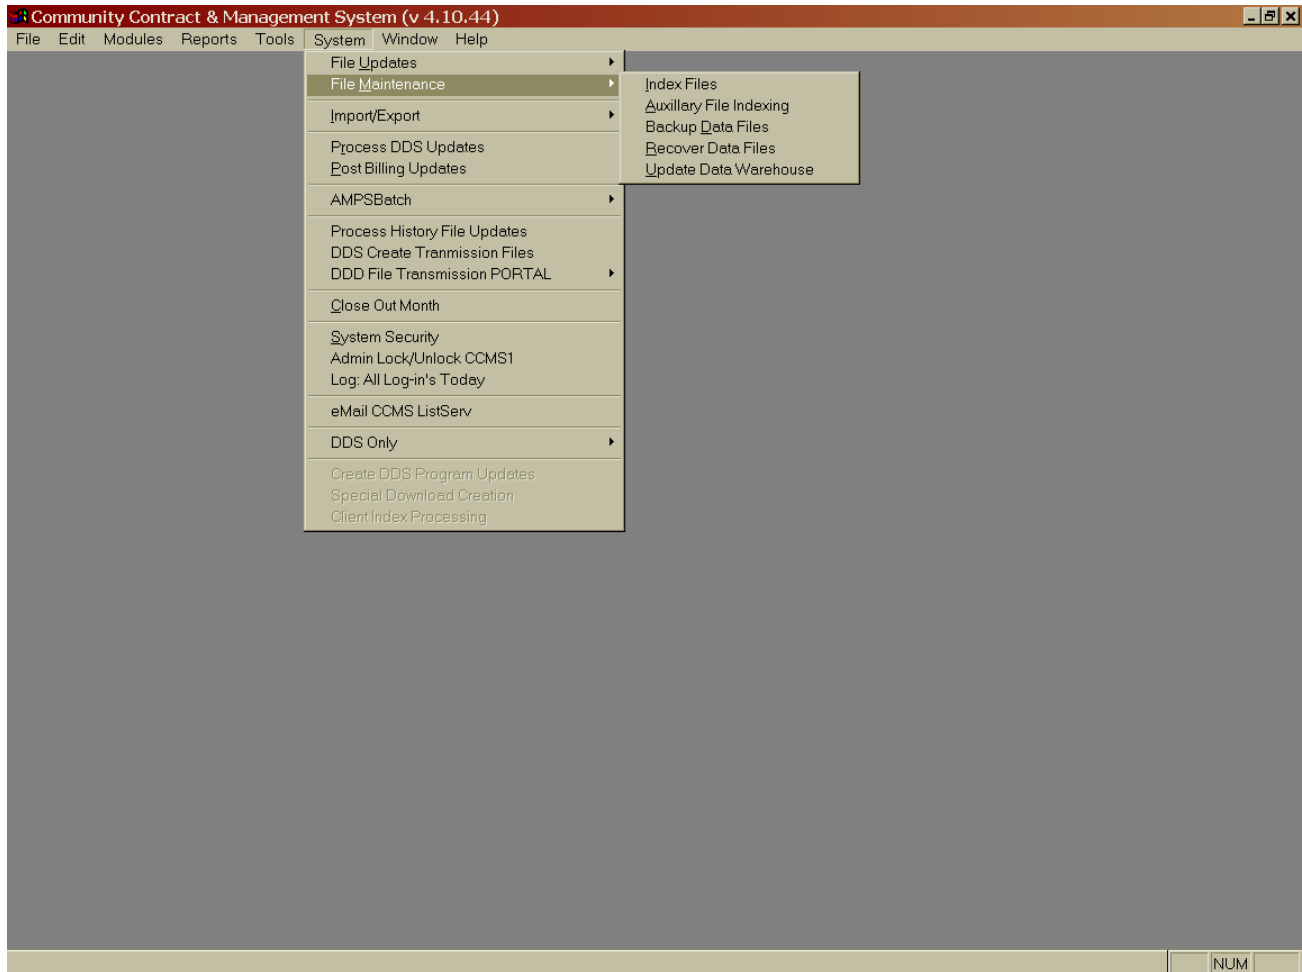 Community Contract & Management System (v 4.10.44)
File Edit Modules Reports Tools System Window Help
File Updates
File Maintenance
Import/Export
Process DDS Updates
Post Billing Updates
AMPSBatch
Process History File Updates
DDS Create Tranmission Files
DDD File Transmission PORTAL
Close Out Month
System Security
Admin Lock/Unlock CCMS1
Log: All Log-in's Today
eMail CCMS ListServ
DDS Only
Create DDS Program Updates
Special Download Creation
Client Index Processing
Index Files
Auxillary File Indexing
Backup Data Files
Recover Data Files
Update Data Warehouse
NUM